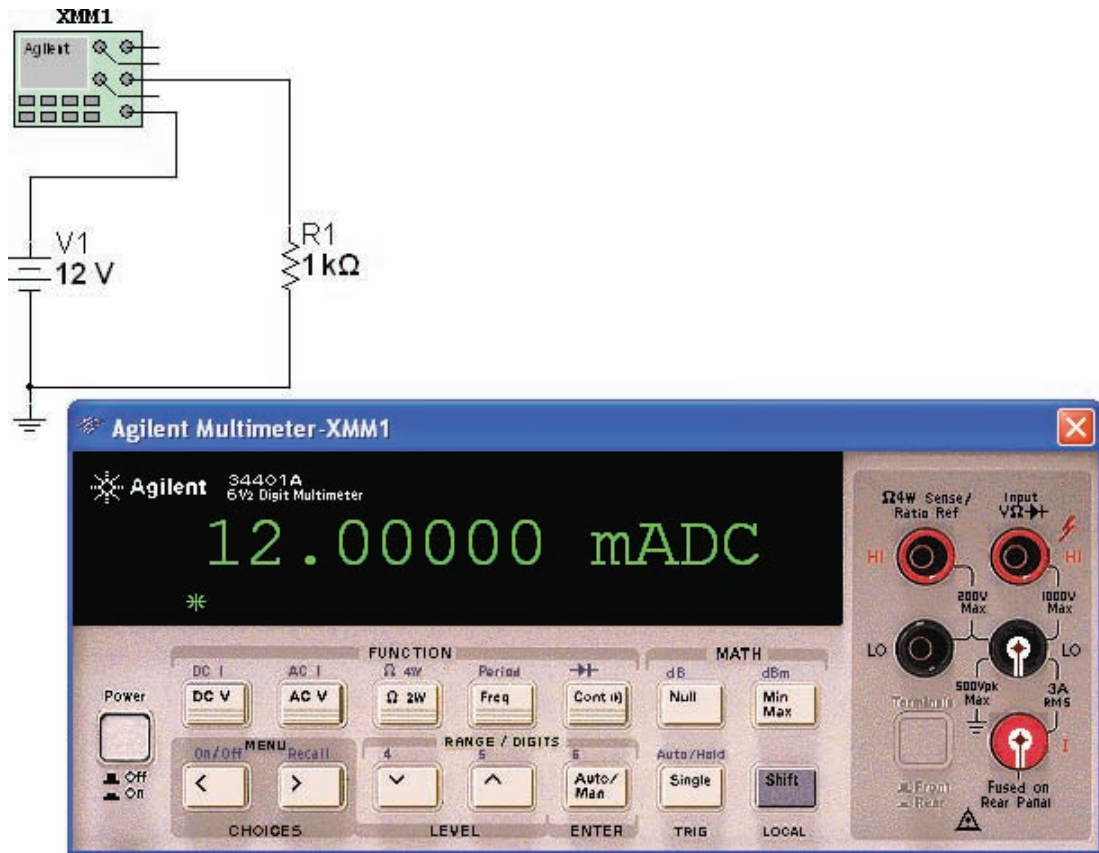 XMM1
Agilent
V1
12 V
R1
1 kΩ
Agilent Multimeter-XMM1
Agilent 34401A
6½ Digit Multimeter
12.00000 mADC
Ω4W Sense/
Ratio Ref
Input
VΩ
HI
HI
200V
Max
1000V
Max
LO
LO
500Vpk
Max
3A
RMS
Terminals
I
Front
Rear
Fused on
Rear Panal
FUNCTION
MATH
DC I
AC I
Ω 4W
Period
dB
dBm
Power
DC V
AC V
Ω 2W
Freq
Cont
Null
Min
Max
MENU
RANGE / DIGITS
On/Off
Recall
4
5
6
Auto/Hold
Off
On
<
>
Auto/
Man
Single
Shift
CHOICES
LEVEL
ENTER
TRIG
LOCAL